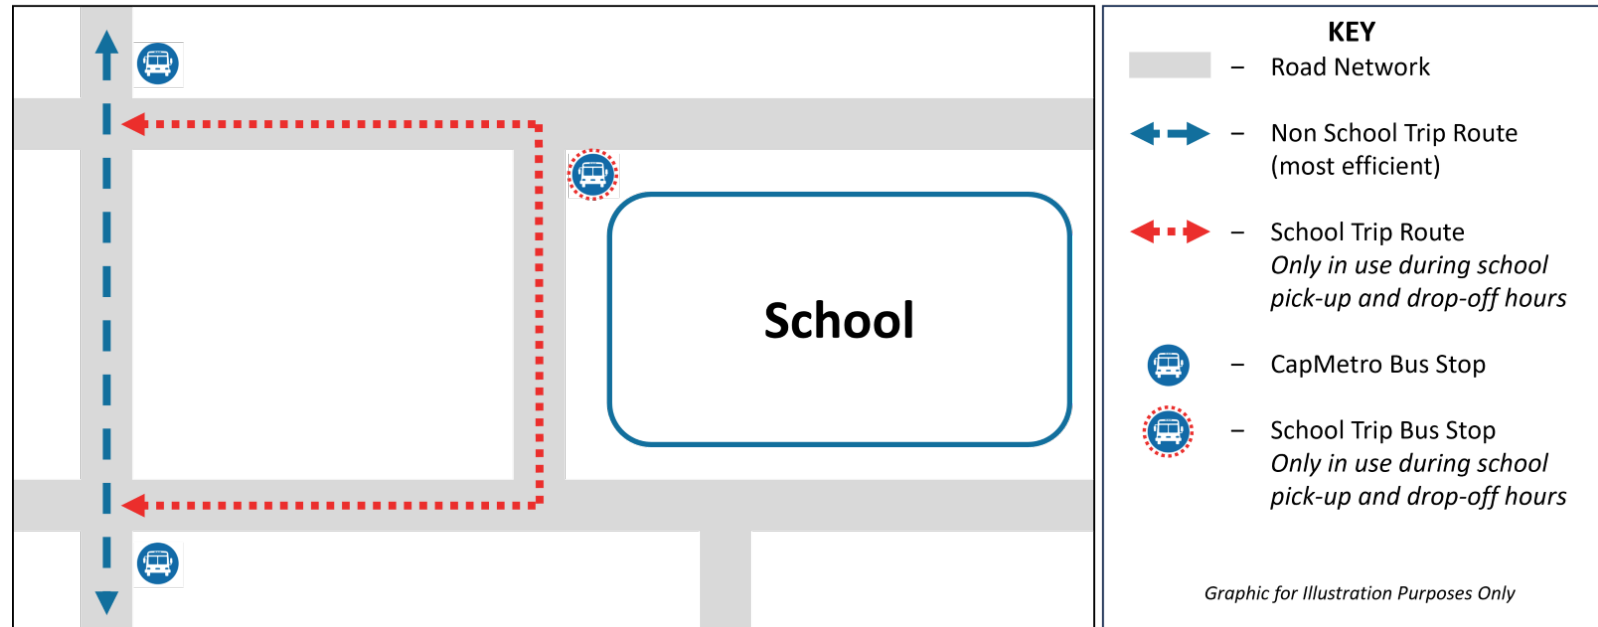 School
KEY
– Road Network
– Non School Trip Route
(most efficient)
– School Trip Route
Only in use during school
pick-up and drop-off hours
– CapMetro Bus Stop
– School Trip Bus Stop
Only in use during school
pick-up and drop-off hours
Graphic for Illustration Purposes Only